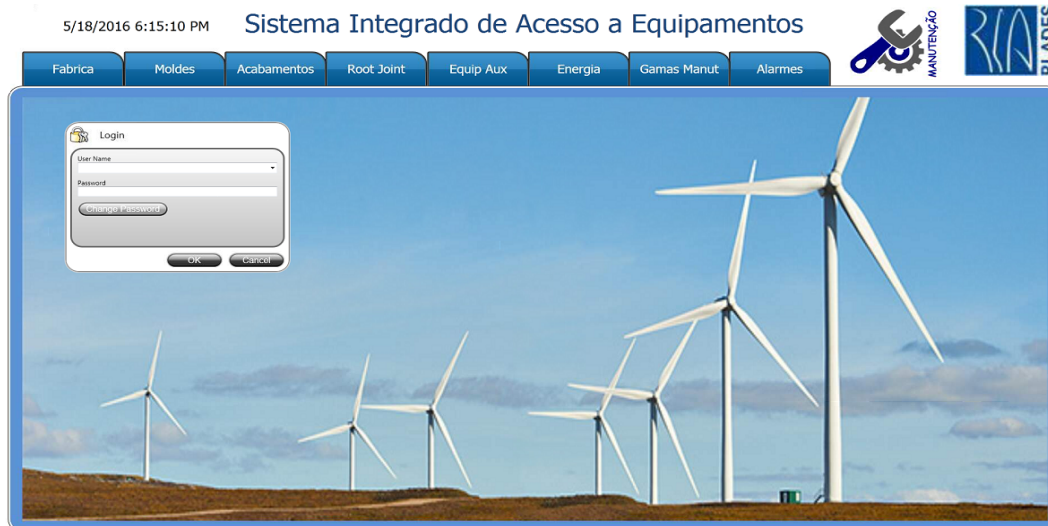 5/18/2016 6:15:10 PM
Sistema Integrado de Acesso a Equipamentos
MANUTENÇÃO
RIA
BLADES
Fabrica
Moldes
Acabamentos
Root Joint
Equip Aux
Energia
Gamas Manut
Alarmes
Login
User Name
Password
Change Password
OK
Cancel